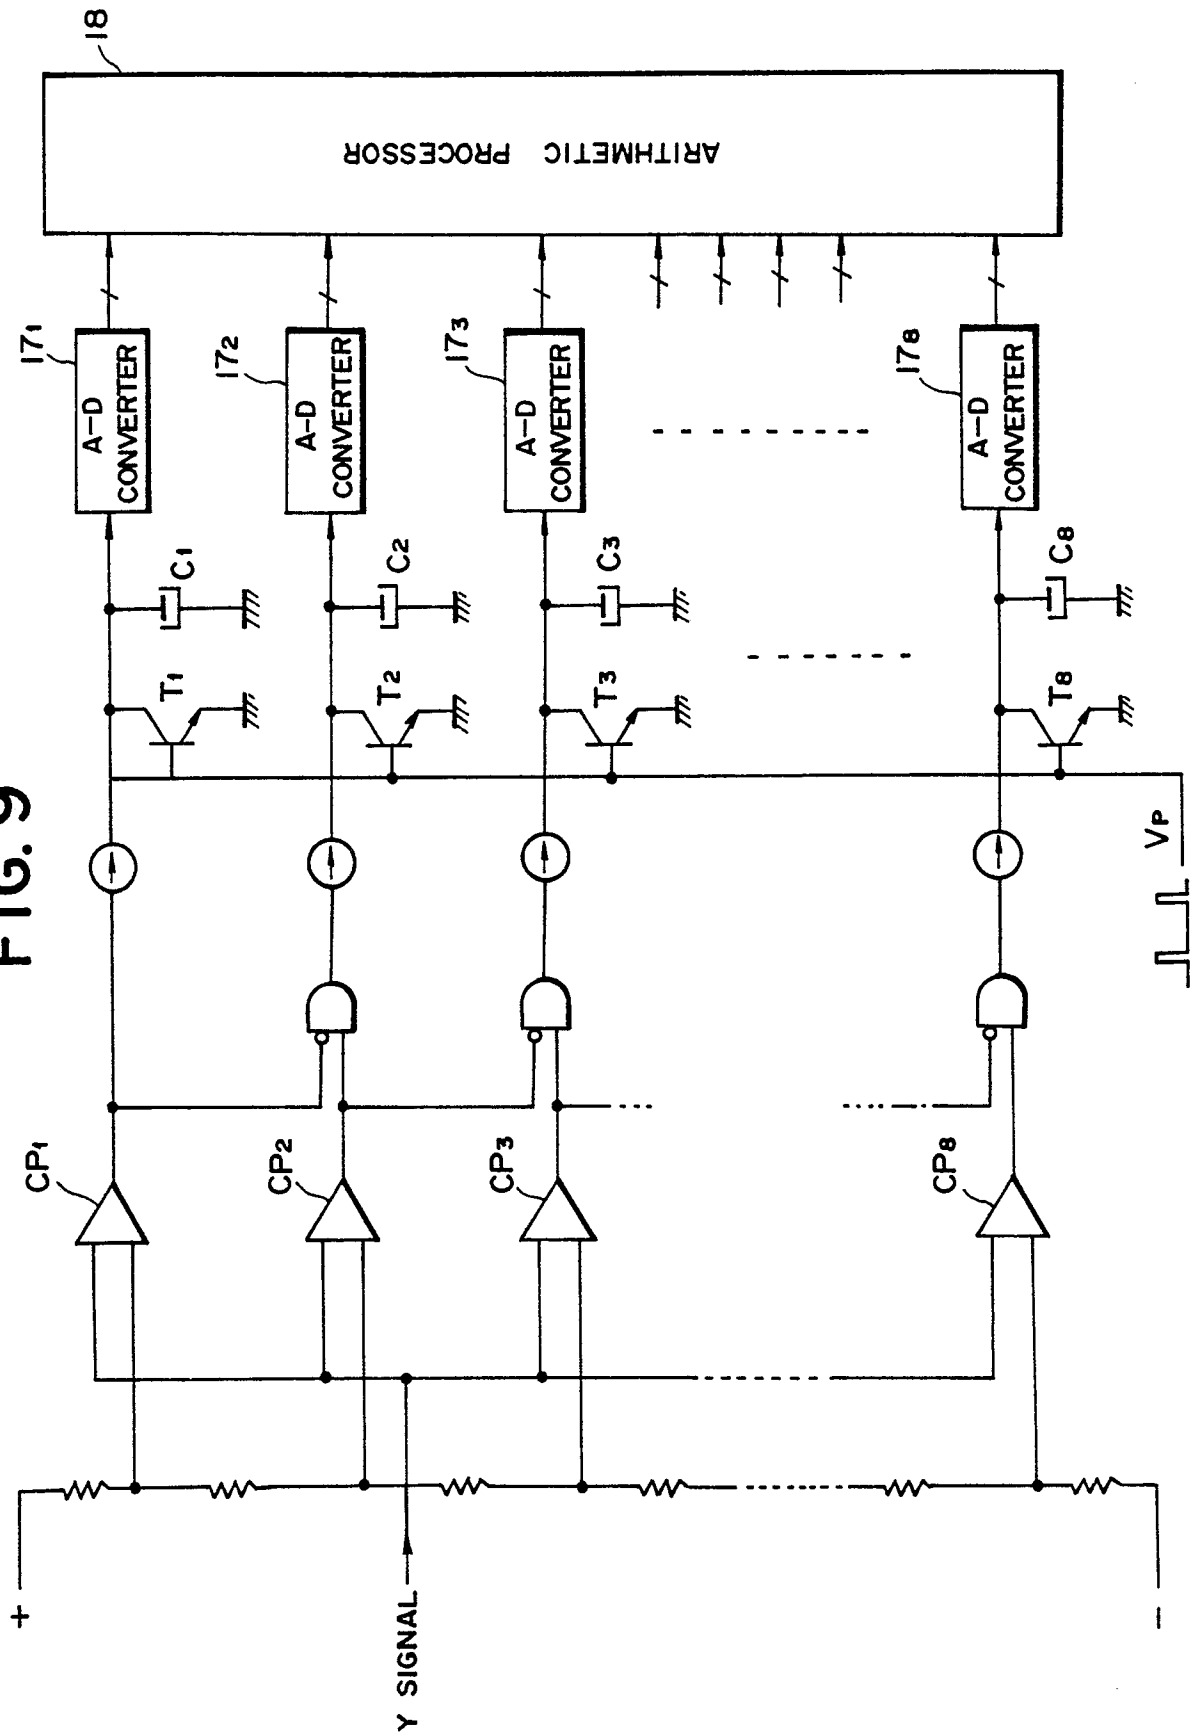 FIG. 9
+
Y SIGNAL
−
CP1
CP2
CP3
CP8
VP
T1
C1
T2
C2
T3
C3
T8
C8
171
A-D
CONVERTER
172
A-D
CONVERTER
173
A-D
CONVERTER
178
A-D
CONVERTER
18
ARITHMETIC PROCESSOR